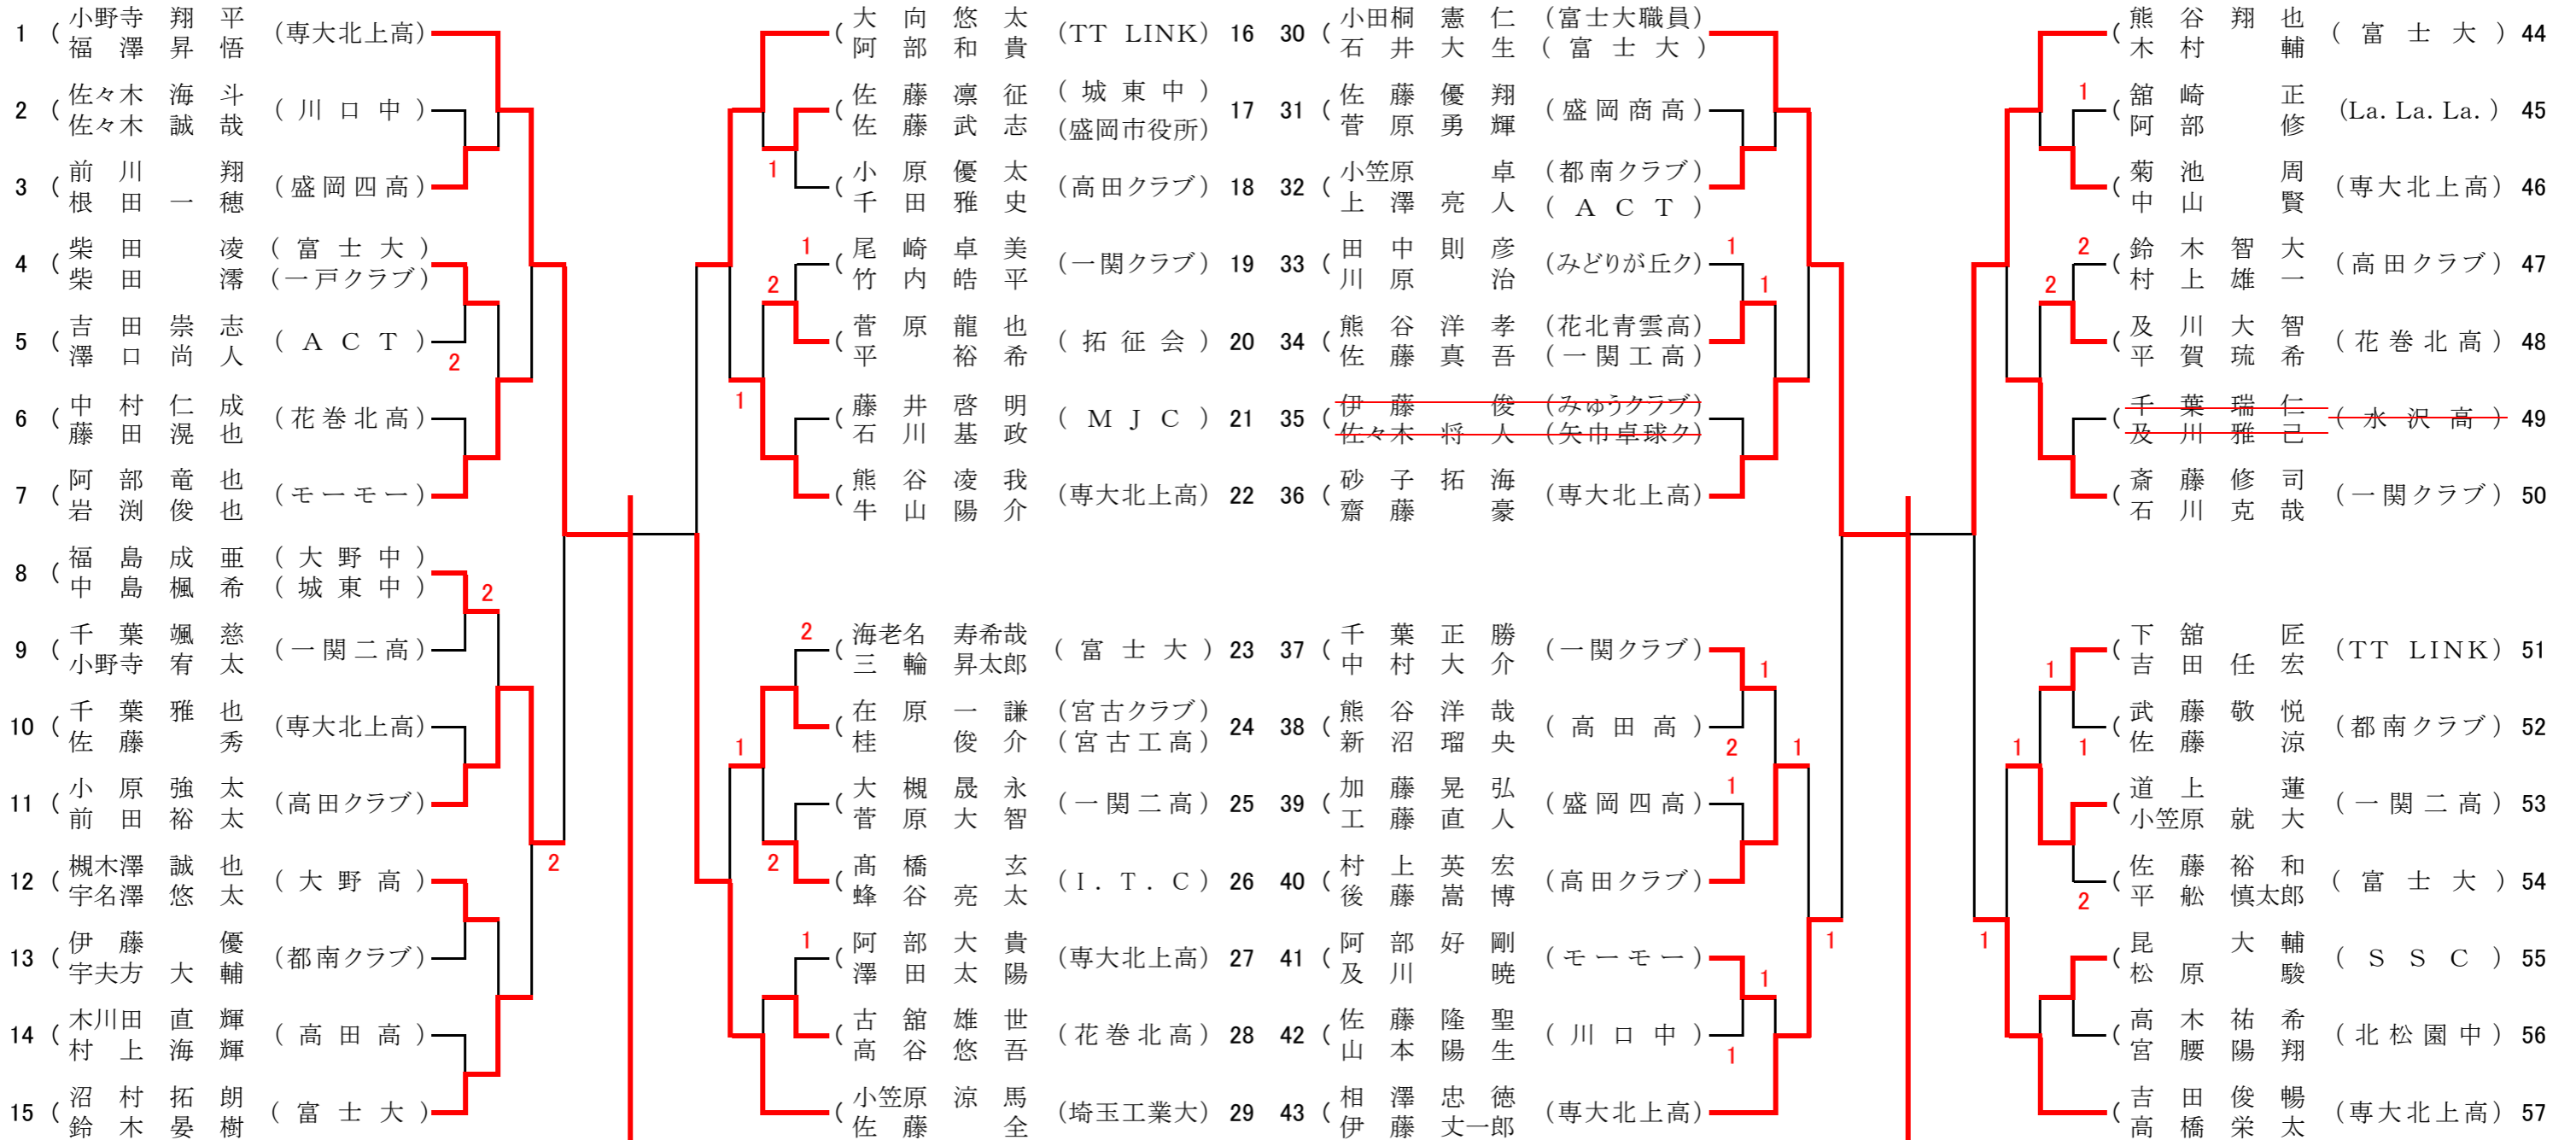 1 ( 小野寺 翔 平 (専大北上高)
福 澤 昇 悟
2 ( 佐々木 海 斗 ( 川 口 中 )
佐々木 誠 哉
3 ( 前 川 翔 (盛岡四高)
根 田 一 穂
4 ( 柴 田 凌 ( 富 士 大 )
柴 田 澪 (一戸クラブ)
5 ( 吉 田 崇 志 ( A C T )
澤 口 尚 人
2
6 ( 中 村 仁 成 (花巻北高)
藤 田 滉 也
7 ( 阿 部 竜 也 (モーモー)
岩 渕 俊 也
8 ( 福 島 成 亜 ( 大 野 中 )
中 島 楓 希 ( 城 東 中 )
2
9 ( 千 葉 颯 慈 (一関二高)
小野寺 宥 太
10 ( 千 葉 雅 也 (専大北上高)
佐 藤 秀
11 ( 小 原 強 太 (高田クラブ)
前 田 裕 太
2
12 ( 槻木澤 誠 也 ( 大 野 高 )
宇名澤 悠 太
13 ( 伊 藤 優 (都南クラブ)
宇夫方 大 輔
14 ( 木川田 直 輝 ( 高 田 高 )
村 上 海 輝
15 ( 沼 村 拓 朗 ( 富 士 大 )
鈴 木 晏 樹
( 大 向 悠 太 (TT LINK) 16
阿 部 和 貴
( 佐 藤 凛 征 ( 城 東 中 ) 17
佐 藤 武 志 (盛岡市役所)
1
( 小 原 優 太 (高田クラブ) 18
千 田 雅 史
1
( 尾 崎 卓 美 (一関クラブ) 19
竹 内 皓 平
2
( 菅 原 龍 也 ( 拓 征 会 ) 20
平 裕 希
1
( 藤 井 啓 明 ( M J C ) 21
石 川 基 政
( 熊 谷 凌 我 (専大北上高) 22
牛 山 陽 介
2
( 海老名 寿希哉 ( 富 士 大 ) 23
三 輪 昇太郎
( 在 原 一 謙 (宮古クラブ) 24
桂 俊 介 (宮古工高)
1
( 大 槻 晟 永 (一関二高) 25
菅 原 大 智
2
( 髙 橋 玄 (I.T.C) 26
蜂 谷 亮 太
1
( 阿 部 大 貴 (専大北上高) 27
澤 田 太 陽
( 古 舘 雄 世 (花巻北高) 28
高 谷 悠 吾
( 小笠原 涼 馬 (埼玉工業大) 29
佐 藤 全
30 ( 小田桐 憲 仁 (富士大職員)
石 井 大 生 ( 富 士 大 )
31 ( 佐 藤 優 翔 (盛岡商高)
菅 原 勇 輝
32 ( 小笠原 卓 (都南クラブ)
上 澤 亮 人 ( A C T )
33 ( 田 中 則 彦 (みどりが丘ク)
川 原 治
1
1
34 ( 熊 谷 洋 孝 (花北青雲高)
佐 藤 真 吾 (一関工高)
35 ( 伊 藤 俊 (みゅうクラブ)
佐々木 将 人 (矢巾卓球ク)
36 ( 砂 子 拓 海 (専大北上高)
齋 藤 豪
37 ( 千 葉 正 勝 (一関クラブ)
中 村 大 介
1
38 ( 熊 谷 洋 哉 ( 高 田 高 )
新 沼 瑠 央
2
1
39 ( 加 藤 晃 弘 (盛岡四高)
工 藤 直 人
1
40 ( 村 上 英 宏 (高田クラブ)
後 藤 嵩 博
1
41 ( 阿 部 好 剛 (モーモー)
及 川 暁
1
42 ( 佐 藤 隆 聖 ( 川 口 中 )
山 本 陽 生
1
43 ( 相 澤 忠 徳 (専大北上高)
伊 藤 丈一郎
( 熊 谷 翔 也 ( 富 士 大 ) 44
木 村 輔
1
( 舘 崎 正 (La.La.La.) 45
阿 部 修
( 菊 池 周 (専大北上高) 46
中 山 賢
2
( 鈴 木 智 大 (高田クラブ) 47
村 上 雄 一
2
( 及 川 大 智 (花巻北高) 48
平 賀 琉 希
( 千 葉 瑞 仁 ( 水 沢 高 ) 49
及 川 雅 己
( 斎 藤 修 司 (一関クラブ) 50
石 川 克 哉
( 下 舘 匠 (TT LINK) 51
吉 田 任 宏
1
( 武 藤 敬 悦 (都南クラブ) 52
佐 藤 涼
1
1
( 道 上 蓮 (一関二高) 53
小笠原 就 大
( 佐 藤 裕 和 ( 富 士 大 ) 54
平 舩 慎太郎
2
1
( 昆 大 輔 ( S S C ) 55
松 原 駿
( 高 木 祐 希 (北松園中) 56
宮 腰 陽 翔
( 吉 田 俊 暢 (専大北上高) 57
高 橋 栄 太